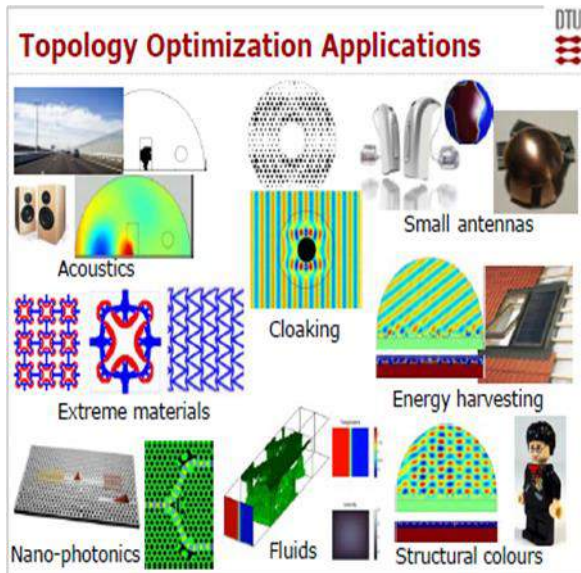 DTU
Topology Optimization Applications
Acoustics
Cloaking
Small antennas
Extreme materials
Energy harvesting
Nano-photonics
Fluids
Structural colours